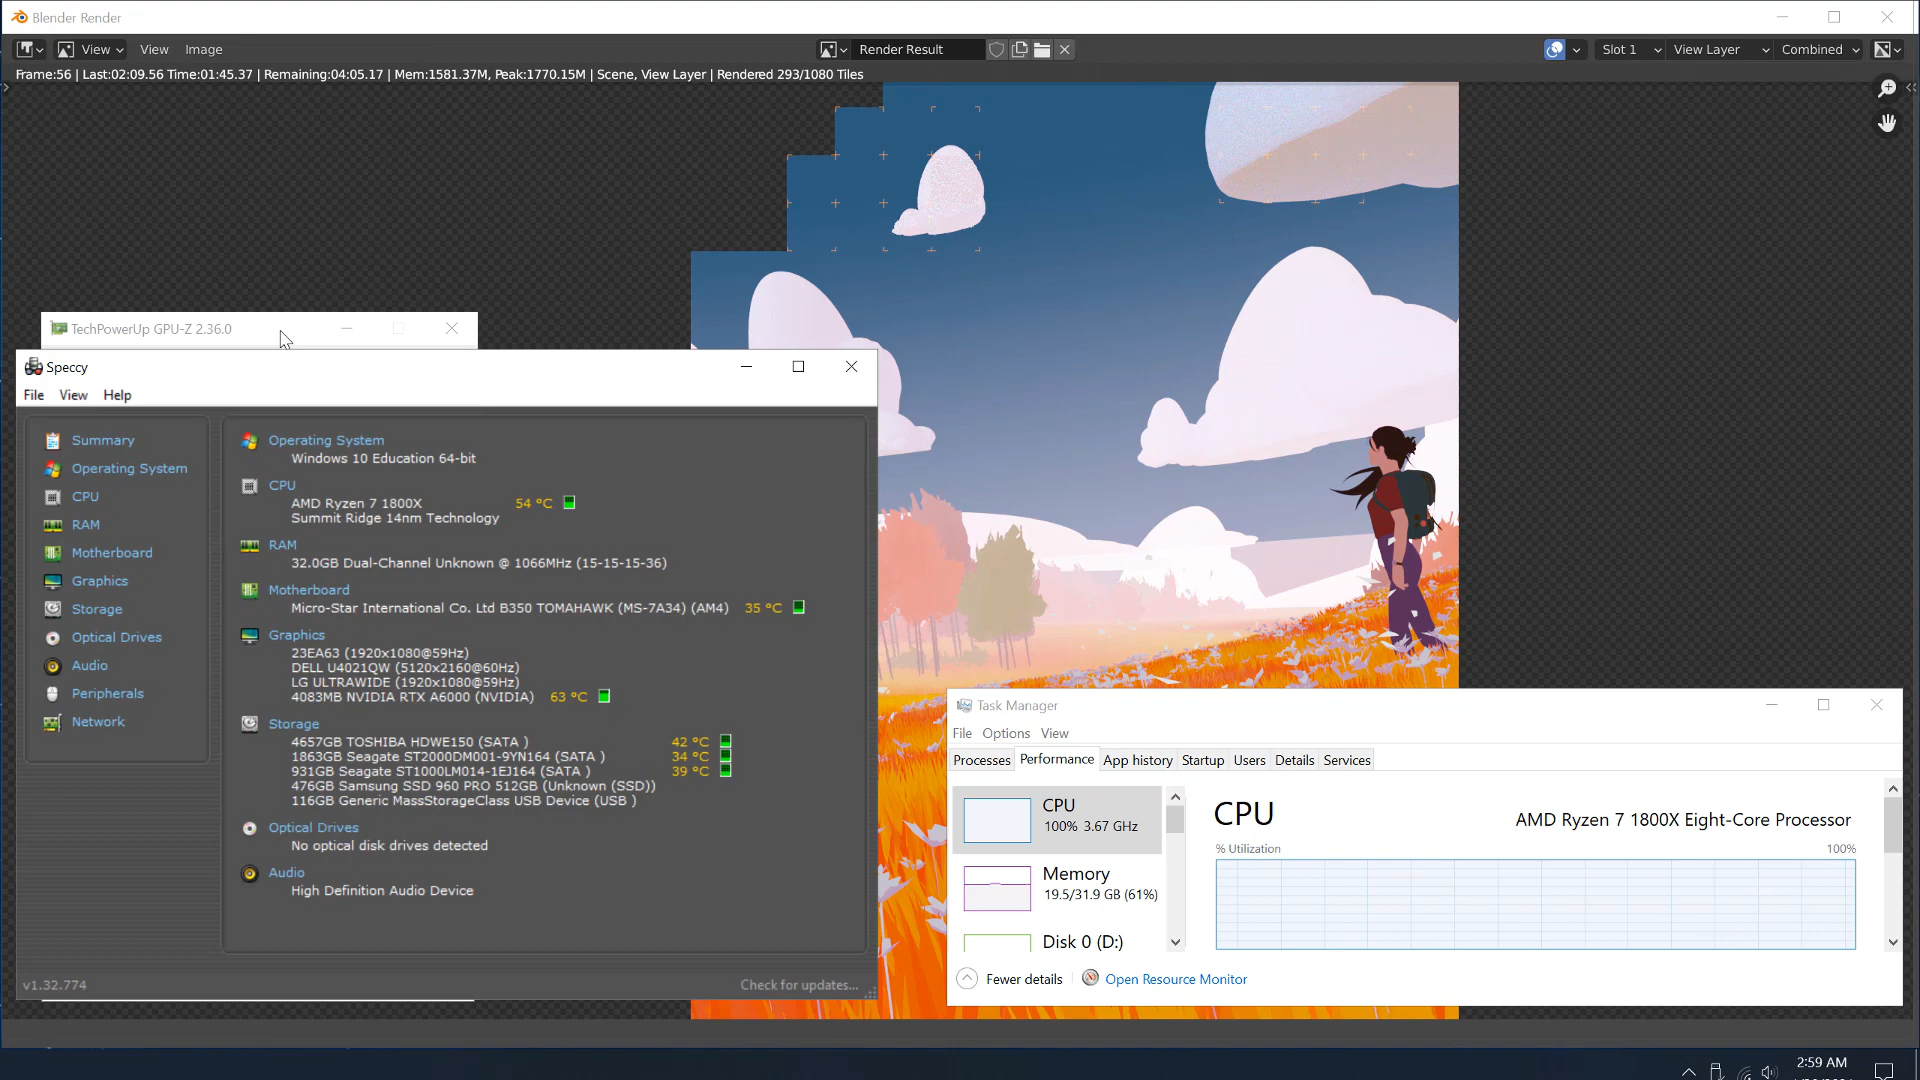 Blender Render
View View Image Render Result Slot 1 View Layer Combined
Frame:56 | Last:02:09.56 Time:01:45.37 | Remaining:04:05.17 | Mem:1581.37M, Peak:1770.15M | Scene, View Layer | Rendered 293/1080 Tiles
TechPowerUp GPU-Z 2.36.0
Speccy
File View Help
Summary
Operating System
CPU
RAM
Motherboard
Graphics
Storage
Optical Drives
Audio
Peripherals
Network
Operating System
Windows 10 Education 64-bit
CPU
AMD Ryzen 7 1800X 54 °C
Summit Ridge 14nm Technology
RAM
32.0GB Dual-Channel Unknown @ 1066MHz (15-15-15-36)
Motherboard
Micro-Star International Co. Ltd B350 TOMAHAWK (MS-7A34) (AM4) 35 °C
Graphics
23EA63 (1920x1080@59Hz)
DELL U4021QW (5120x2160@60Hz)
LG ULTRAWIDE (1920x1080@59Hz)
4083MB NVIDIA RTX A6000 (NVIDIA) 63 °C
Storage
4657GB TOSHIBA HDWE150 (SATA ) 42 °C
1863GB Seagate ST2000DM001-9YN164 (SATA ) 34 °C
931GB Seagate ST1000LM014-1EJ164 (SATA ) 39 °C
476GB Samsung SSD 960 PRO 512GB (Unknown (SSD))
116GB Generic MassStorageClass USB Device (USB )
Optical Drives
No optical disk drives detected
Audio
High Definition Audio Device
v1.32.774 Check for updates...
Task Manager
File Options View
Processes Performance App history Startup Users Details Services
CPU
100% 3.67 GHz
Memory
19.5/31.9 GB (61%)
Disk 0 (D:)
CPU AMD Ryzen 7 1800X Eight-Core Processor
% Utilization 100%
Fewer details Open Resource Monitor
2:59 AM